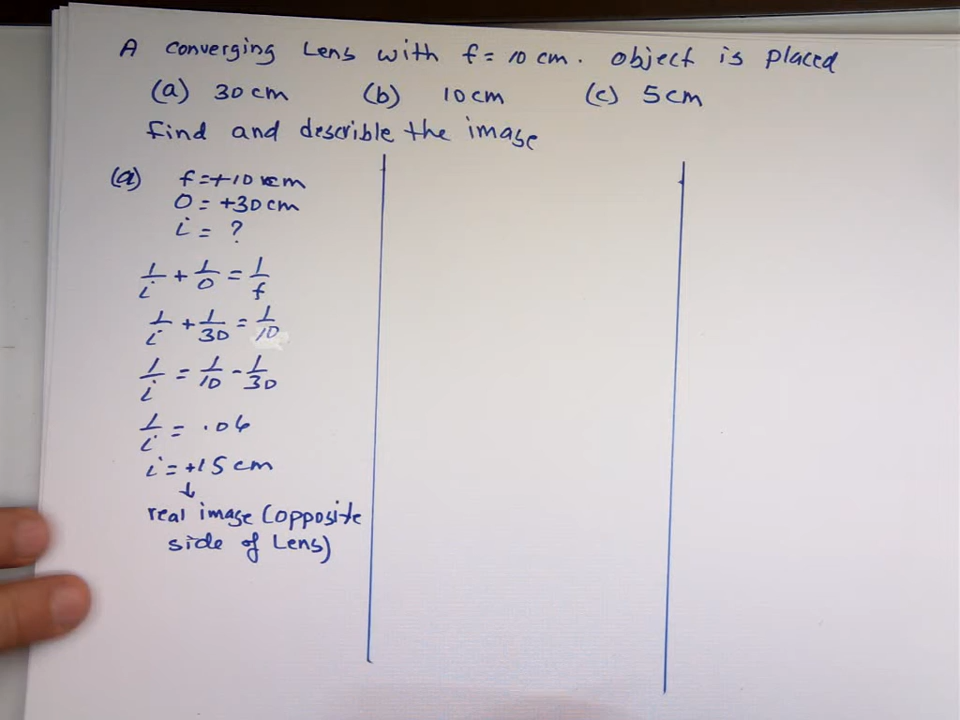 A converging Lens with f = 10 cm. object is placed
(a) 30 cm (b) 10 cm (c) 5 cm
Find and describle the image
(a) f = +10 cm
O = +30 cm
i = ?
1/i + 1/O = 1/f
1/i + 1/30 = 1/10
1/i = 1/10 - 1/30
1/i = .06
i = +15 cm
↓
real image (opposite
side of Lens)